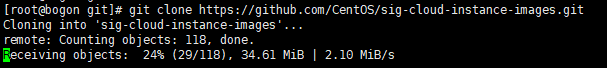 [root@bogon git]# git clone https://github.com/CentOS/sig-cloud-instance-images.git
Cloning into 'sig-cloud-instance-images'...
remote: Counting objects: 118, done.
Receiving objects:  24% (29/118), 34.61 MiB | 2.10 MiB/s